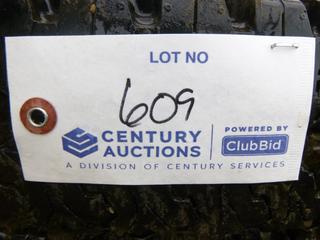 LOT NO
609
CENTURY AUCTIONS
POWERED BY
ClubBid
A DIVISION OF CENTURY SERVICES